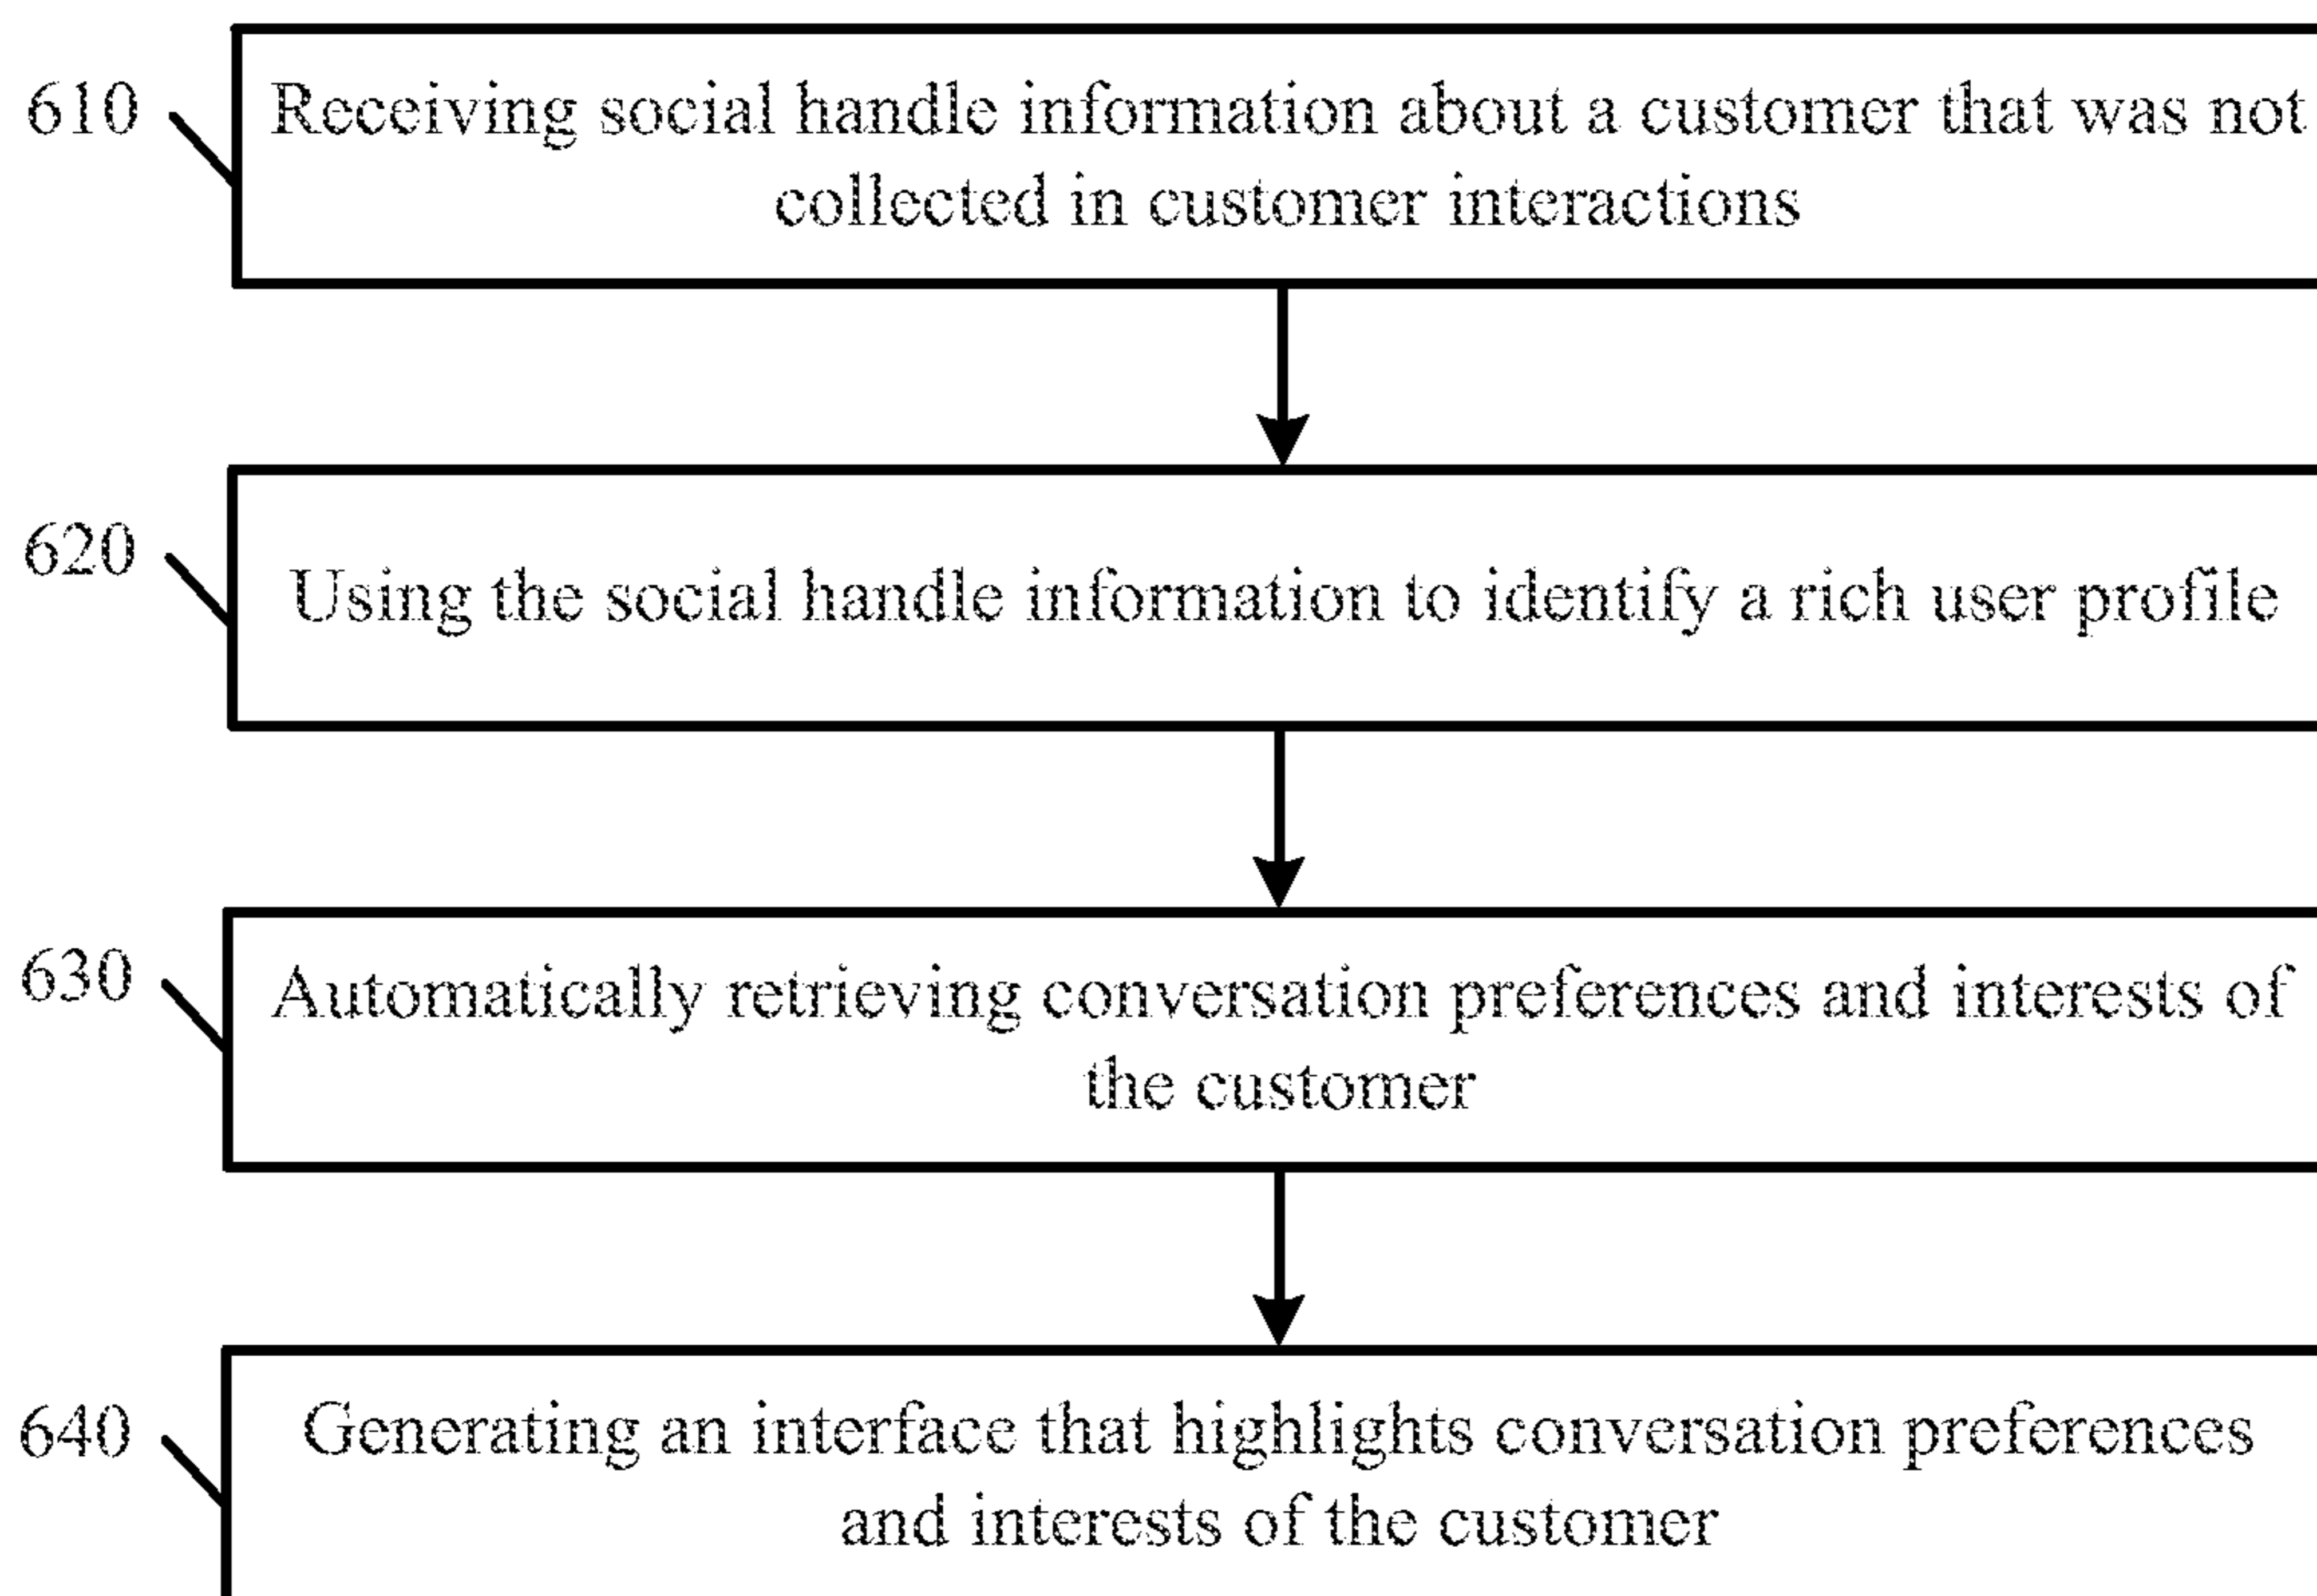 610
Receiving social handle information about a customer that was not
collected in customer interactions
620
Using the social handle information to identify a rich user profile
630
Automatically retrieving conversation preferences and interests of
the customer
640
Generating an interface that highlights conversation preferences
and interests of the customer